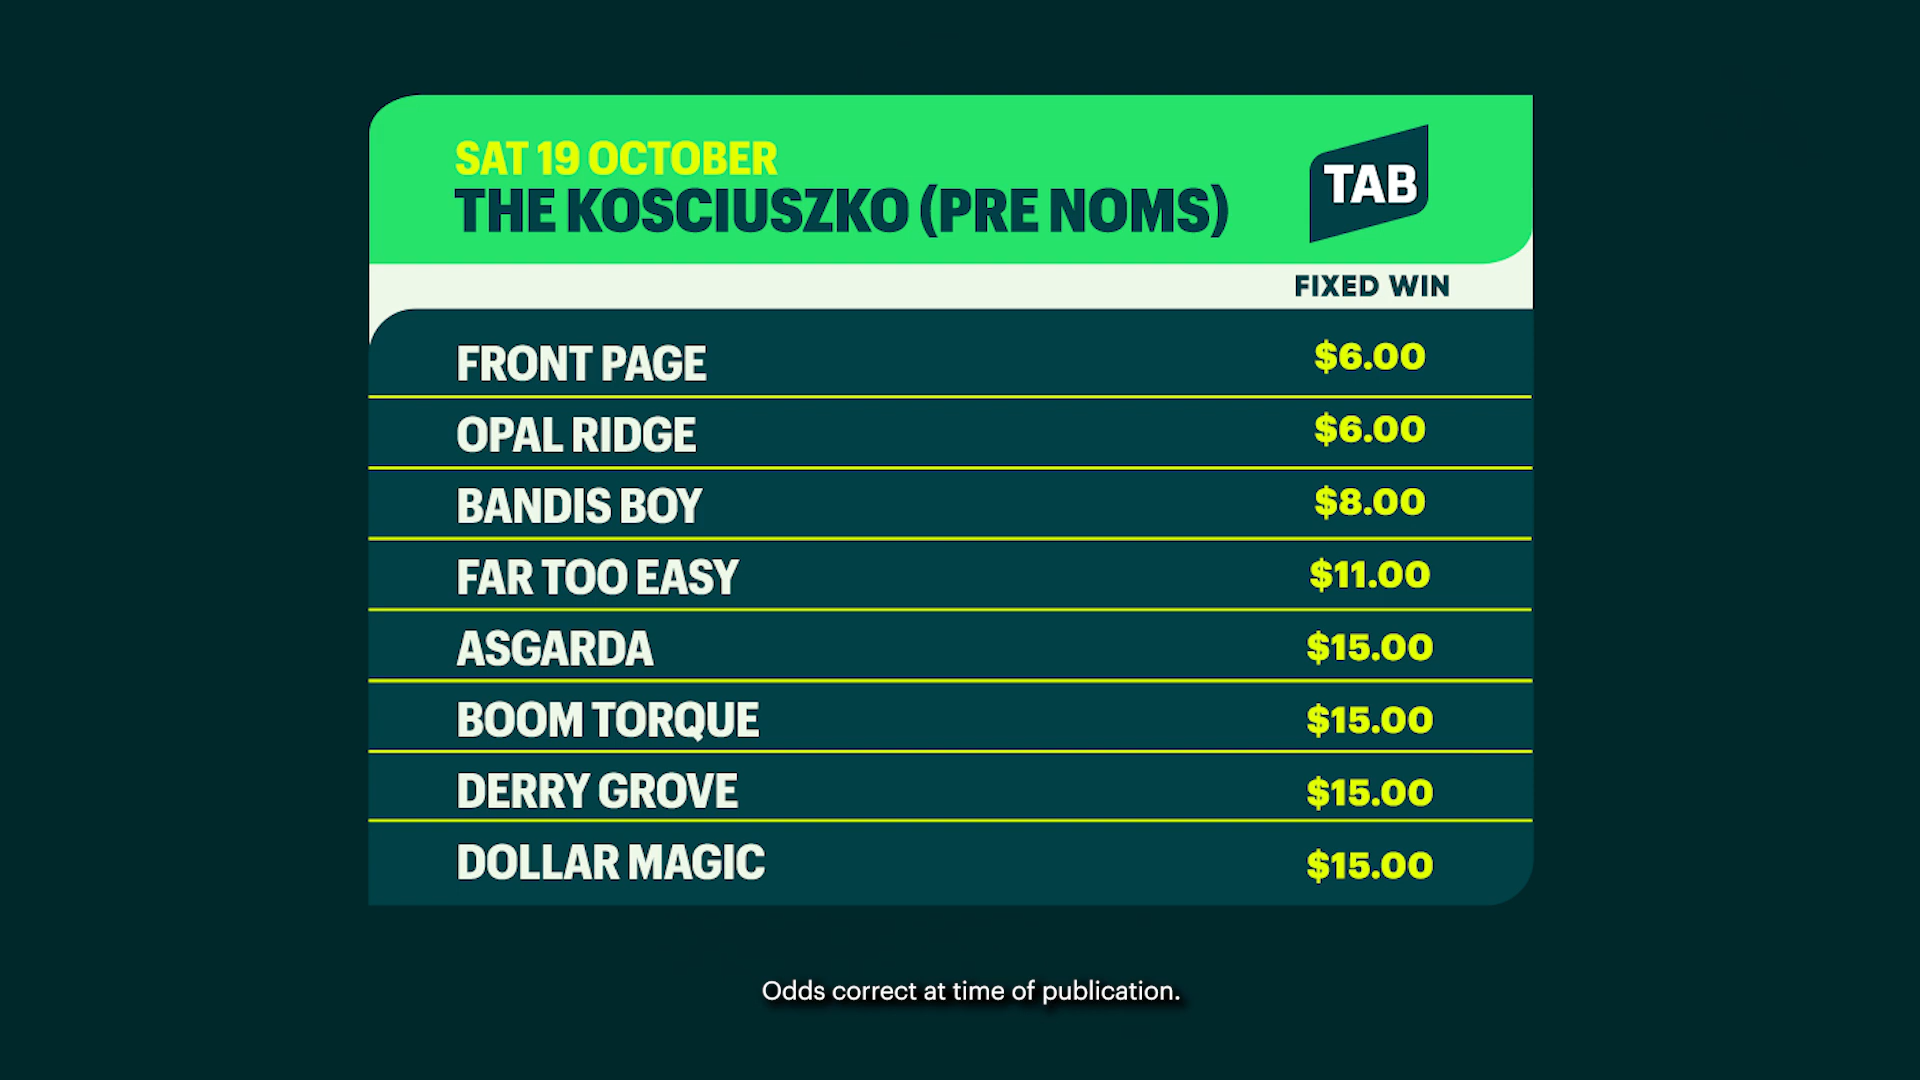 SAT 19 OCTOBER
THE KOSCIUSZKO (PRE NOMS)
TAB
FIXED WIN
FRONT PAGE $6.00
OPAL RIDGE $6.00
BANDIS BOY $8.00
FAR TOO EASY $11.00
ASGARDA $15.00
BOOM TORQUE $15.00
DERRY GROVE $15.00
DOLLAR MAGIC $15.00
Odds correct at time of publication.